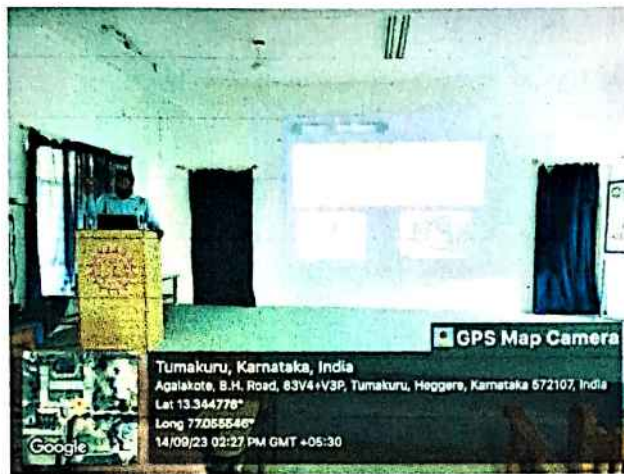 GPS Map Camera
Tumakuru, Karnataka, India
Agalakote, B.H. Road, 83V4+V3P, Tumakuru, Heggere, Karnataka 572107, India
Lat 13.344776°
Long 77.055546°
14/09/23 02:27 PM GMT +05:30
Google